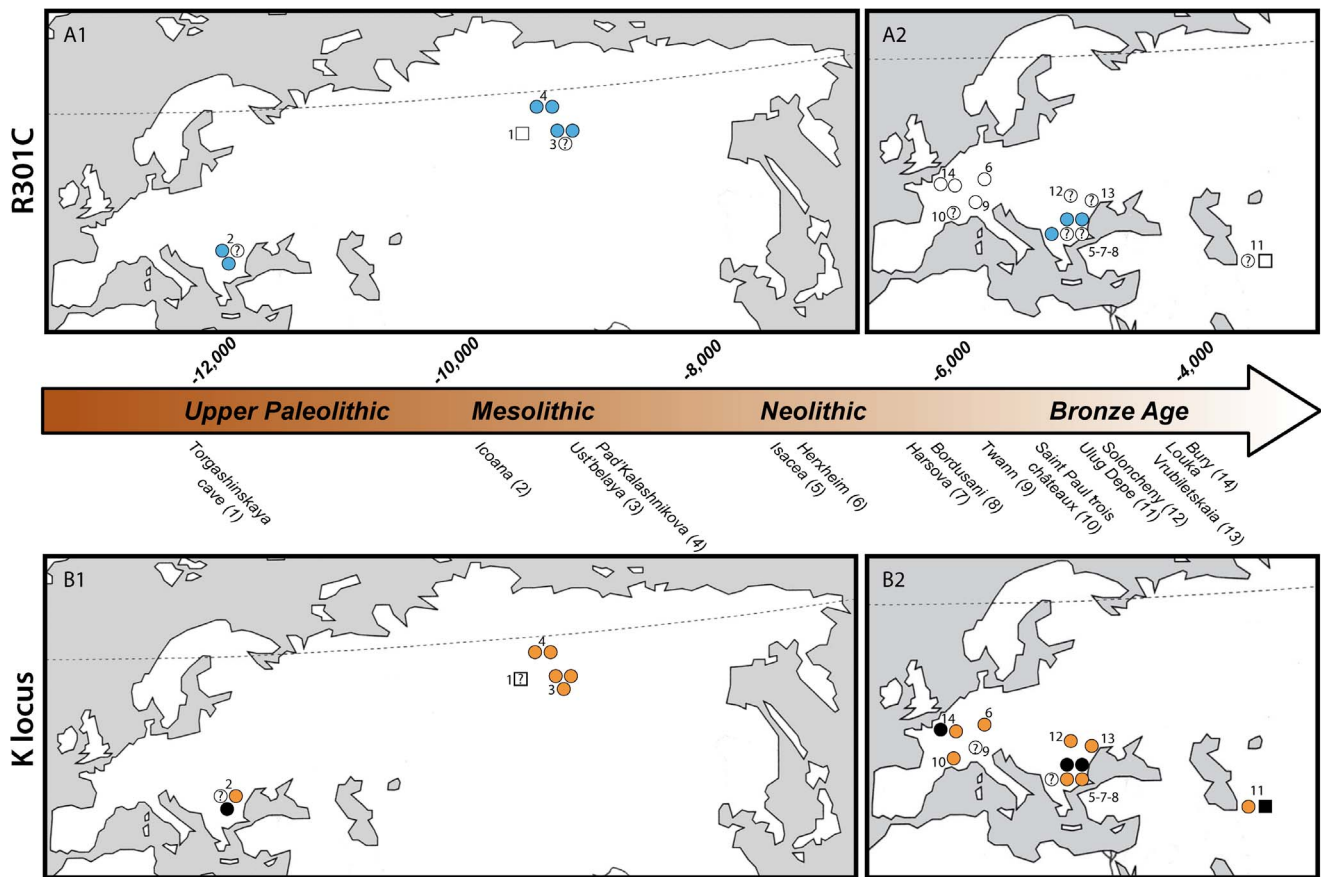 A1
4
1
3 ?
2
?
R301C
A2
14
6
9
10 ?
12 ?
? 13
? ?
5-7-8
11
?
-12,000
-10,000
-8,000
-6,000
-4,000
Upper Paleolithic
Mesolithic
Neolithic
Bronze Age
Torgashinskaya
cave (1)
Icoana (2)
Ust'belaya (3)
Pad'Kalashnikova (4)
Isacea (5)
Herxheim (6)
Harsova (7)
Bordusani (8)
Twann (9)
Saint Paul trois
châteaux (10)
Ulug Depe (11)
Soloncheny (12)
Louka
Vrubiletskaia (13)
Bury (14)
B1
4
1 ?
3
2
?
K locus
B2
14
6
? 9
10
12
13
?
5-7-8
11